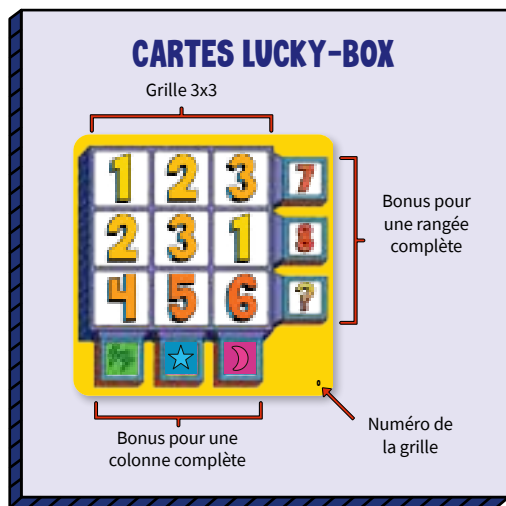 CARTES LUCKY-BOX
Grille 3x3
1 2 3 7
2 3 1 8
4 5 6 ?
Bonus pour
une rangée
complète
Bonus pour une
colonne complète
Numéro de
la grille